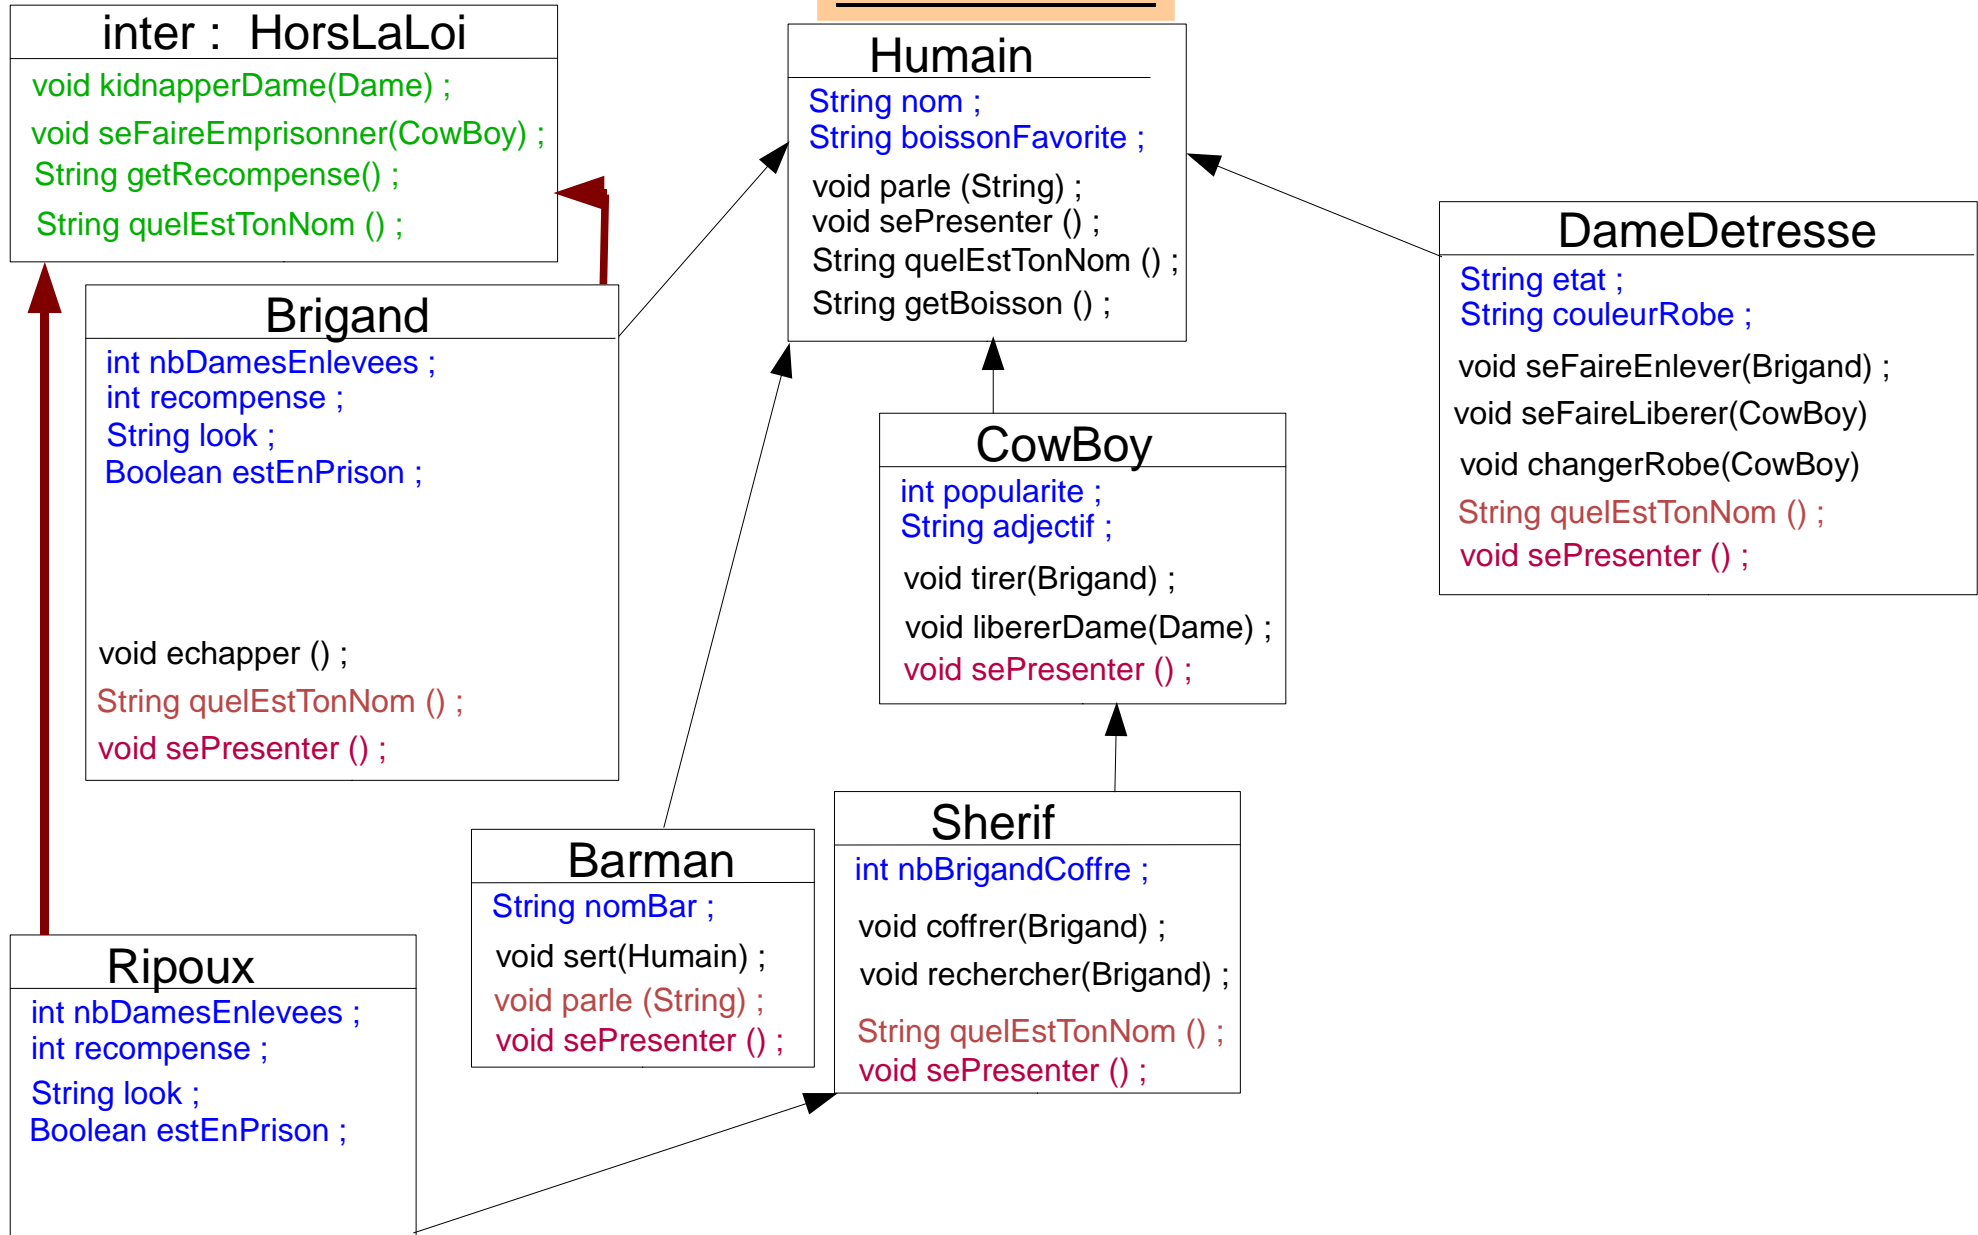 inter :  HorsLaLoi
void kidnapperDame(Dame) ;
void seFaireEmprisonner(CowBoy) ;
String getRecompense() ;
String quelEstTonNom () ;
Humain
String nom ;
String boissonFavorite ;
void parle (String) ;
void sePresenter () ;
String quelEstTonNom () ;
String getBoisson () ;
DameDetresse
String etat ;
String couleurRobe ;
void seFaireEnlever(Brigand) ;
void seFaireLiberer(CowBoy)
void changerRobe(CowBoy)
String quelEstTonNom () ;
void sePresenter () ;
Brigand
int nbDamesEnlevees ;
int recompense ;
String look ;
Boolean estEnPrison ;
void echapper () ;
String quelEstTonNom () ;
void sePresenter () ;
CowBoy
int popularite ;
String adjectif ;
void tirer(Brigand) ;
void libererDame(Dame) ;
void sePresenter () ;
Barman
String nomBar ;
void sert(Humain) ;
void parle (String) ;
void sePresenter () ;
Sherif
int nbBrigandCoffre ;
void coffrer(Brigand) ;
void rechercher(Brigand) ;
String quelEstTonNom () ;
void sePresenter () ;
Ripoux
int nbDamesEnlevees ;
int recompense ;
String look ;
Boolean estEnPrison ;